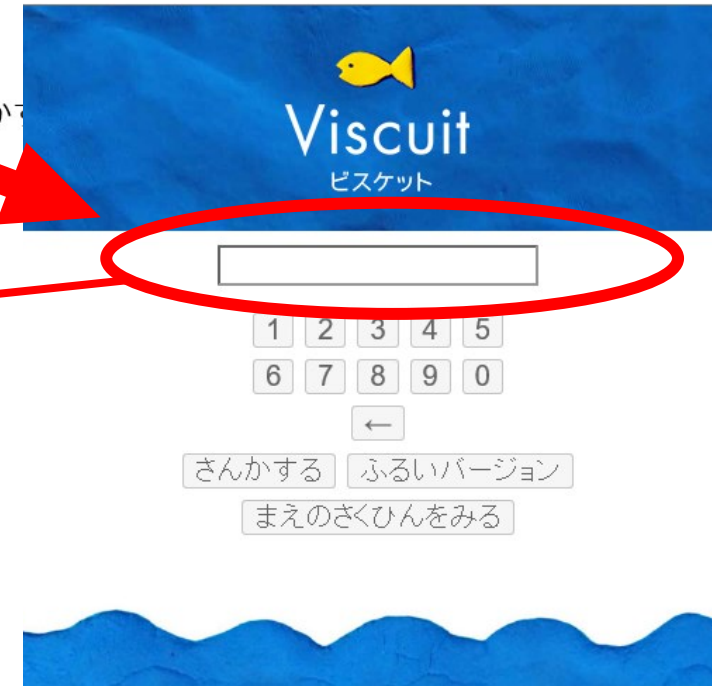 Viscuit
ビスケット
1 2 3 4 5
6 7 8 9 0
←
さんかする ふるいバージョン
まえのさくひんをみる